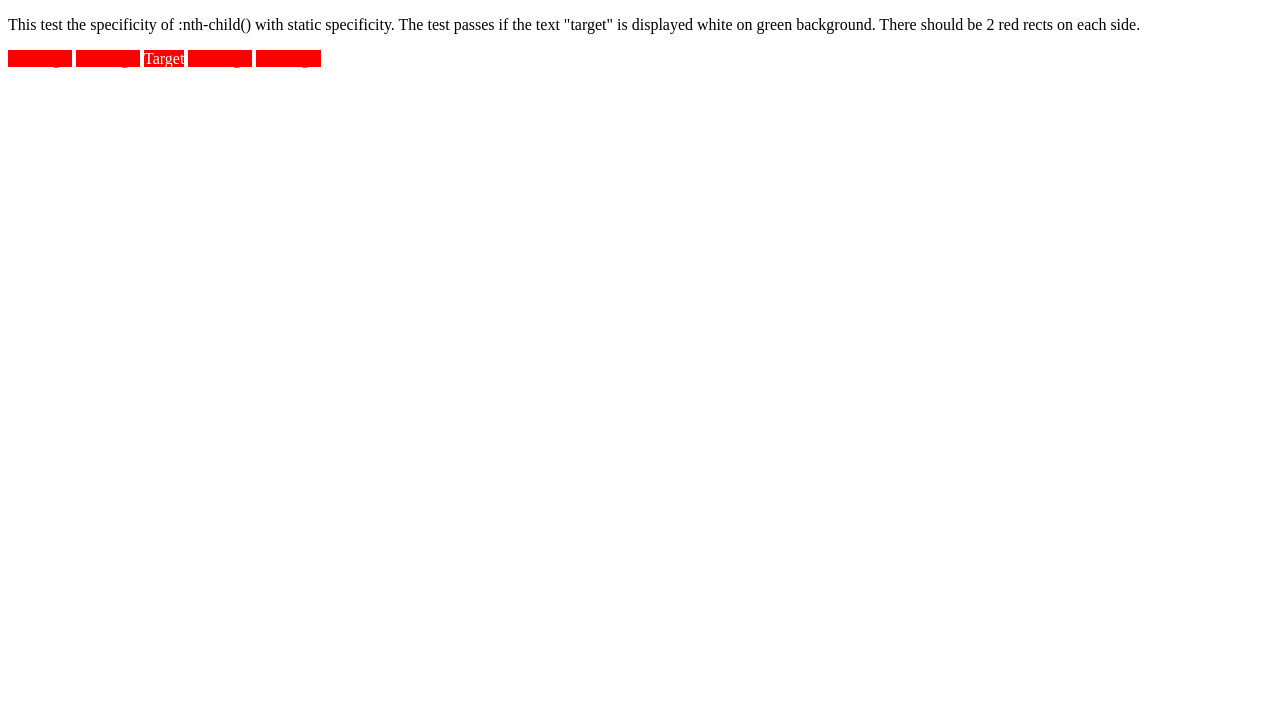 This test the specificity of :nth-child() with static specificity. The test passes if the text "target" is displayed white on green background. There should be 2 red rects on each side.
Target